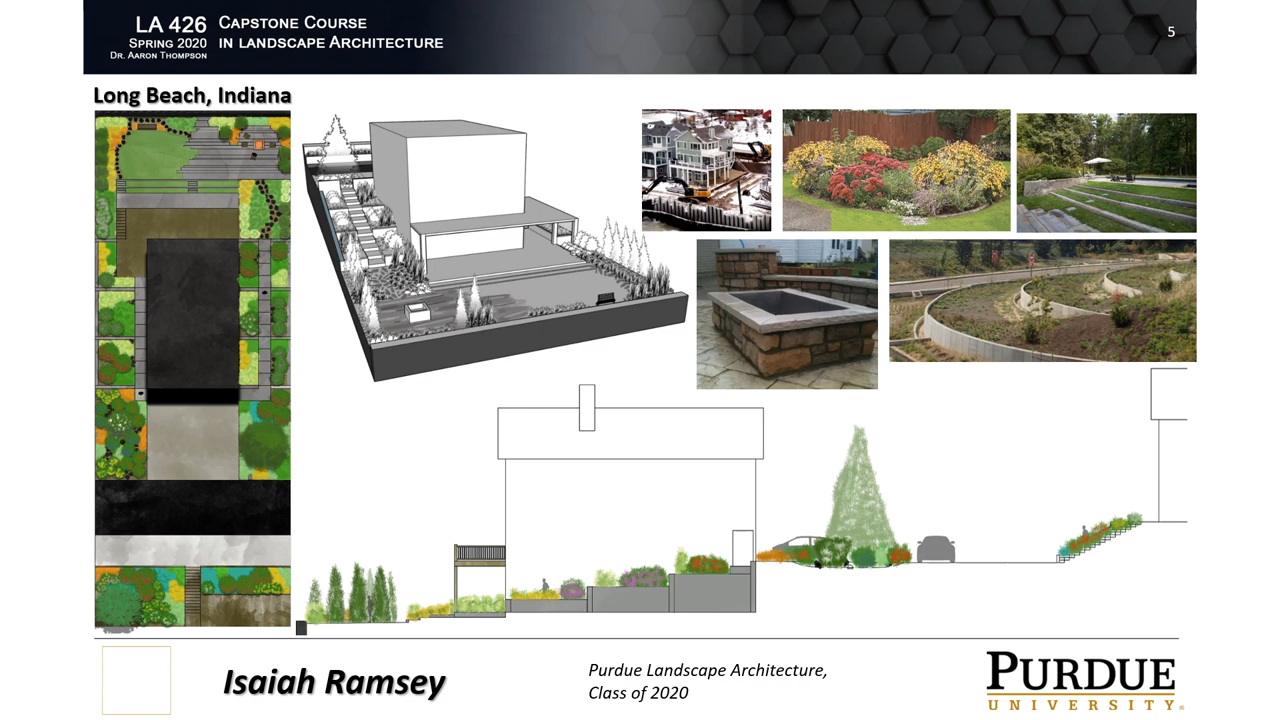 LA 426
SPRING 2020
DR. AARON THOMPSON
CAPSTONE COURSE
IN LANDSCAPE ARCHITECTURE
5
Long Beach, Indiana
Isaiah Ramsey
Purdue Landscape Architecture,
Class of 2020
PURDUE
UNIVERSITY®